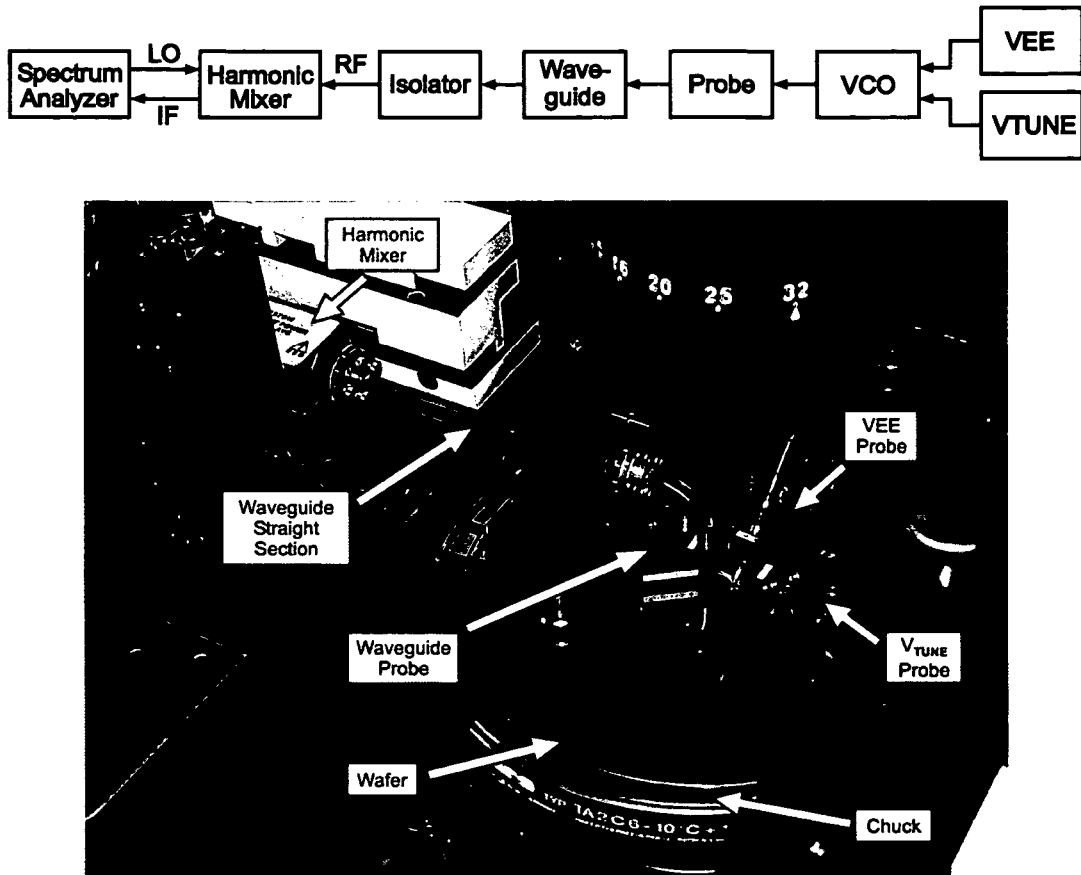 VEE
LO
Spectrum
Analyzer
Harmonic
Mixer
RF
Isolator
Wave-
guide
Probe
VCO
IF
VTUNE
Harmonic
Mixer
16
20
25
32
VEE
Probe
Waveguide
Straight
Section
Waveguide
Probe
VTUNE
Probe
Wafer
Chuck